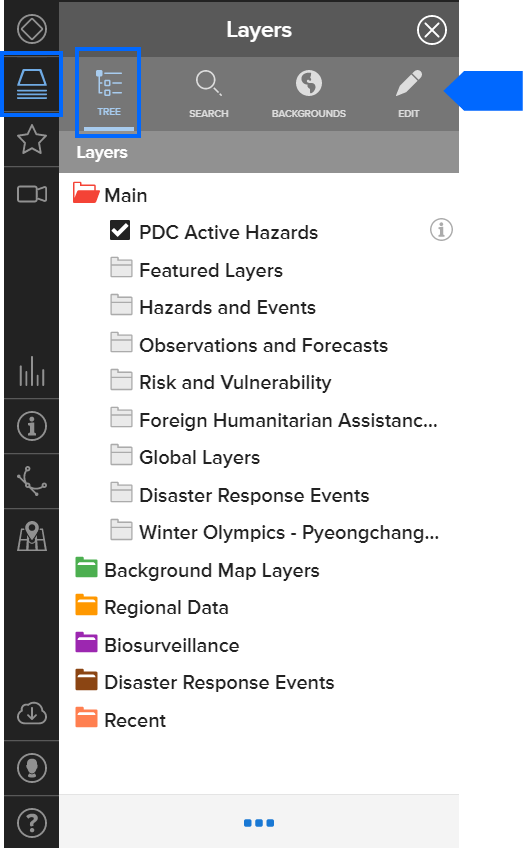 Layers
TREE SEARCH BACKGROUNDS EDIT
Layers
Main
PDC Active Hazards
Featured Layers
Hazards and Events
Observations and Forecasts
Risk and Vulnerability
Foreign Humanitarian Assistanc...
Global Layers
Disaster Response Events
Winter Olympics - Pyeongchang...
Background Map Layers
Regional Data
Biosurveillance
Disaster Response Events
Recent